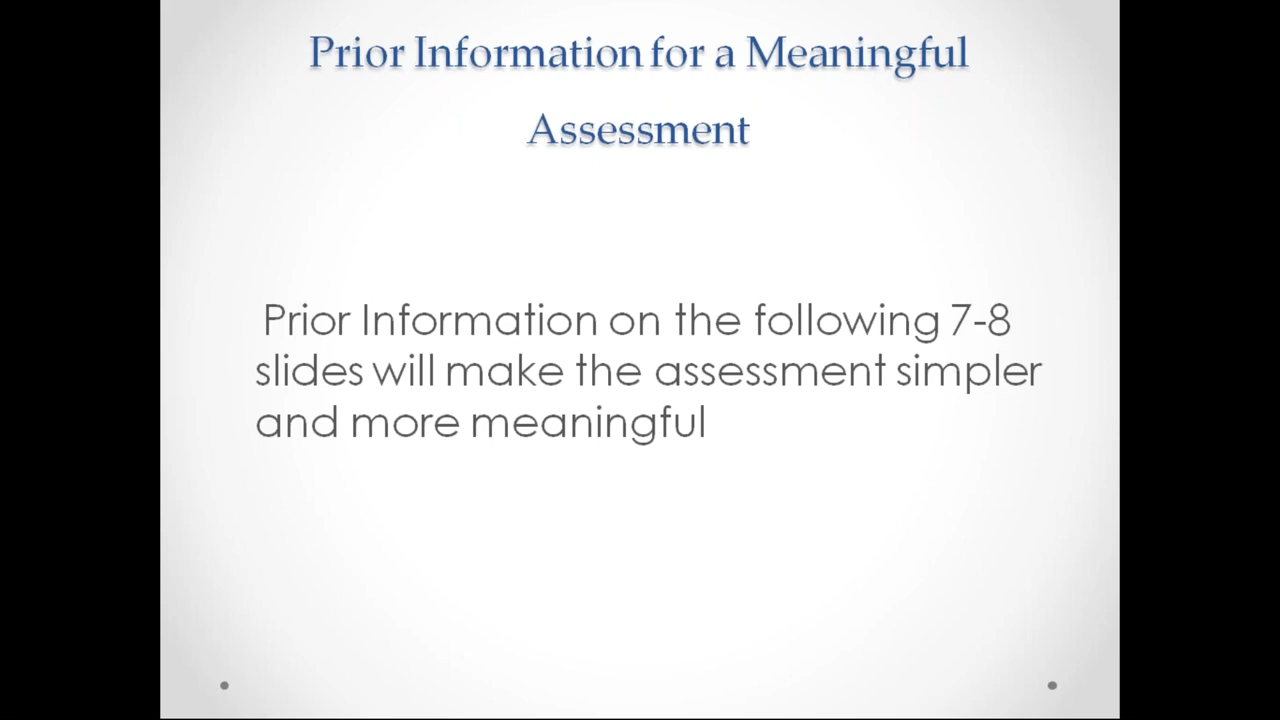 Prior Information for a Meaningful
Assessment
Prior Information on the following 7-8
slides will make the assessment simpler
and more meaningful